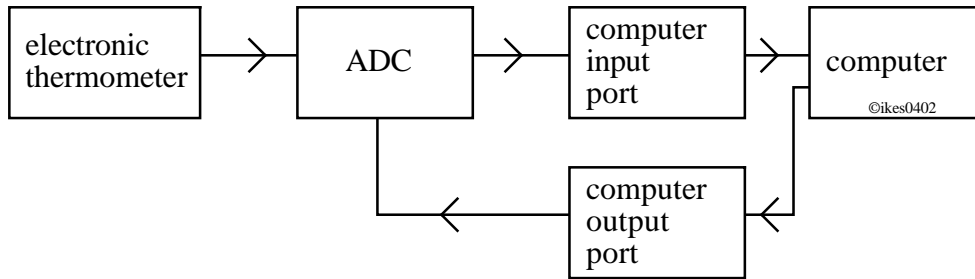 electronic
thermometer
ADC
computer
input
port
computer
©ikes0402
computer
output
port